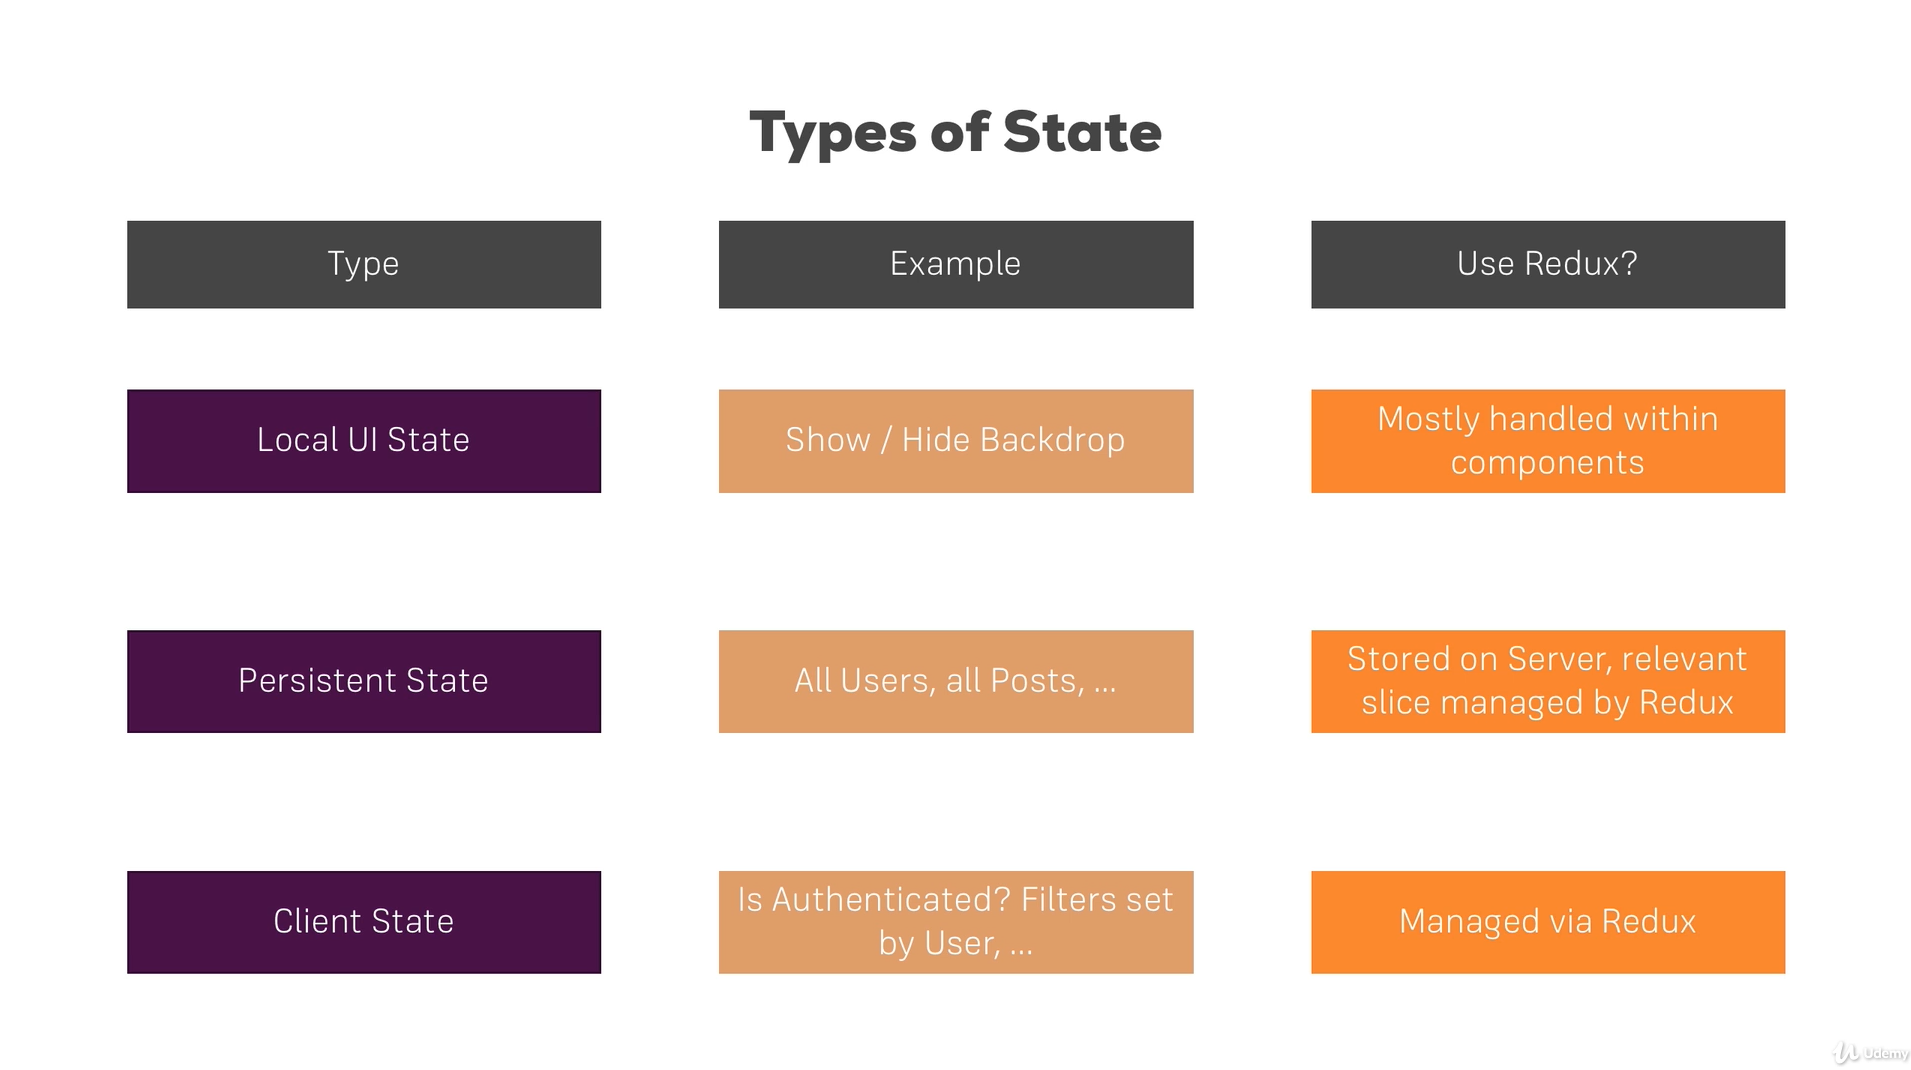 Types of State
Type
Example
Use Redux?
Local UI State
Show / Hide Backdrop
Mostly handled within
components
Persistent State
All Users, all Posts, ...
Stored on Server, relevant
slice managed by Redux
Client State
Is Authenticated? Filters set
by User, ...
Managed via Redux
Udemy